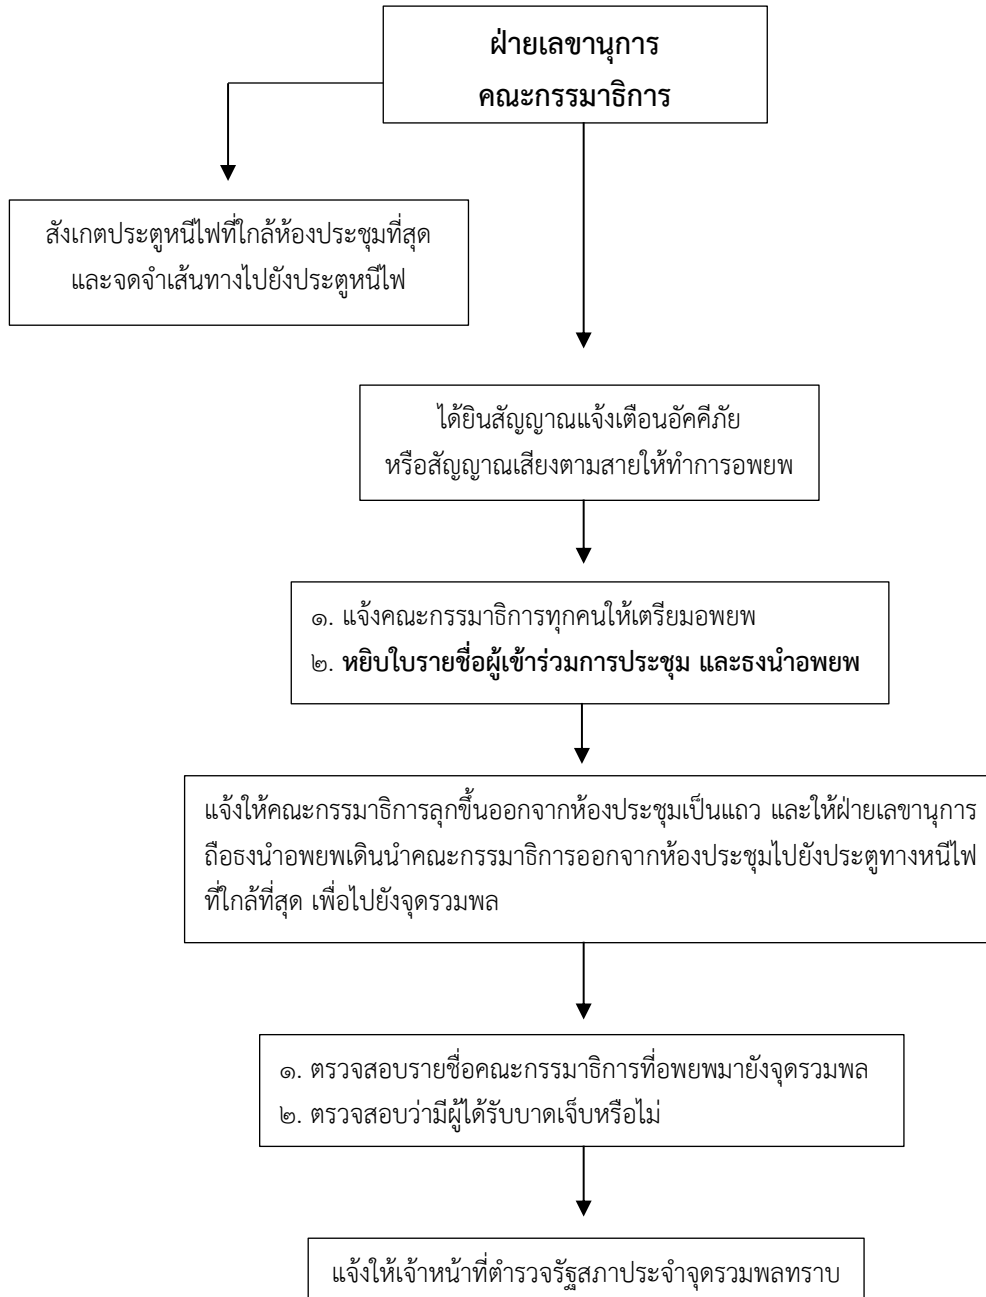 ฝ่ายเลขานุการ
คณะกรรมาธิการ
สังเกตประตูหนีไฟที่ใกล้ห้องประชุมที่สุด
และจดจำเส้นทางไปยังประตูหนีไฟ
ได้ยินสัญญาณแจ้งเตือนอัคคีภัย
หรือสัญญาณเสียงตามสายให้ทำการอพยพ
๑. แจ้งคณะกรรมาธิการทุกคนให้เตรียมอพยพ
๒. หยิบใบรายชื่อผู้เข้าร่วมการประชุม และธงนำอพยพ
แจ้งให้คณะกรรมาธิการลุกขึ้นออกจากห้องประชุมเป็นแถว และให้ฝ่ายเลขานุการ
ถือธงนำอพยพเดินนำคณะกรรมาธิการออกจากห้องประชุมไปยังประตูทางหนีไฟ
ที่ใกล้ที่สุด เพื่อไปยังจุดรวมพล
๑. ตรวจสอบรายชื่อคณะกรรมาธิการที่อพยพมายังจุดรวมพล
๒. ตรวจสอบว่ามีผู้ได้รับบาดเจ็บหรือไม่
แจ้งให้เจ้าหน้าที่ตำรวจรัฐสภาประจำจุดรวมพลทราบ